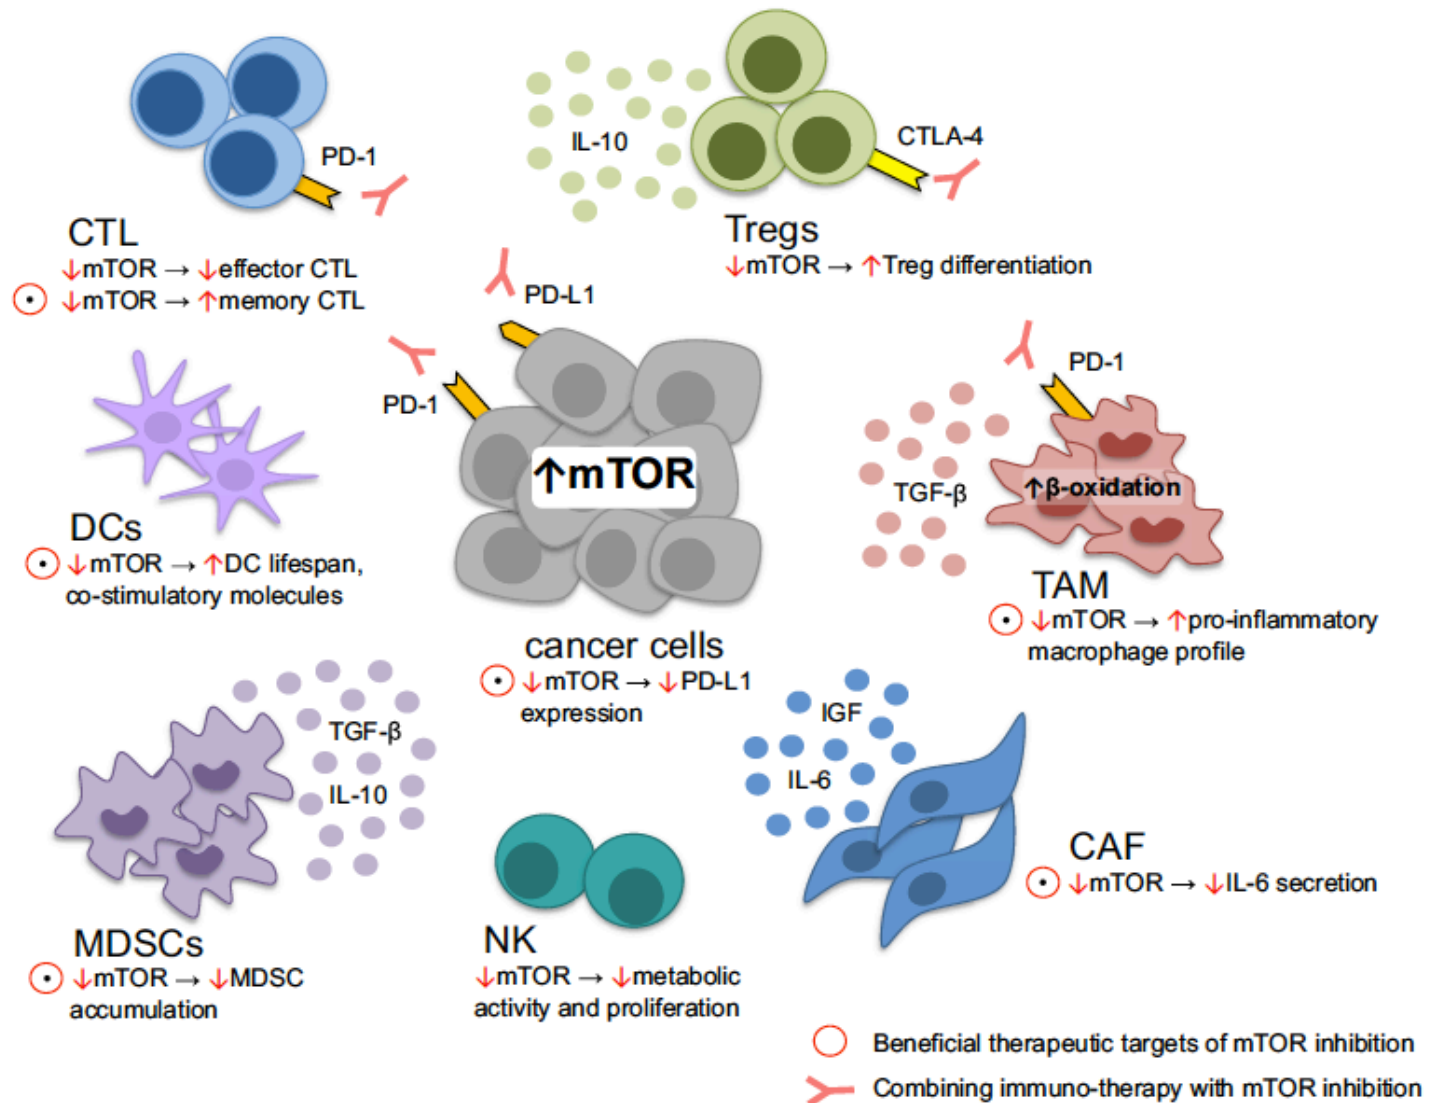 PD-1
CTL
↓mTOR → ↓effector CTL
↓mTOR → ↑memory CTL
IL-10
CTLA-4
Tregs
↓mTOR → ↑Treg differentiation
PD-L1
PD-1
↑mTOR
cancer cells
↓mTOR → ↓PD-L1
expression
DCs
↓mTOR → ↑DC lifespan,
co-stimulatory molecules
PD-1
TGF-β
↑β-oxidation
TAM
↓mTOR → ↑pro-inflammatory
macrophage profile
TGF-β
IL-10
MDSCs
↓mTOR → ↓MDSC
accumulation
NK
↓mTOR → ↓metabolic
activity and proliferation
IGF
IL-6
CAF
↓mTOR → ↓IL-6 secretion
Beneficial therapeutic targets of mTOR inhibition
Combining immuno-therapy with mTOR inhibition